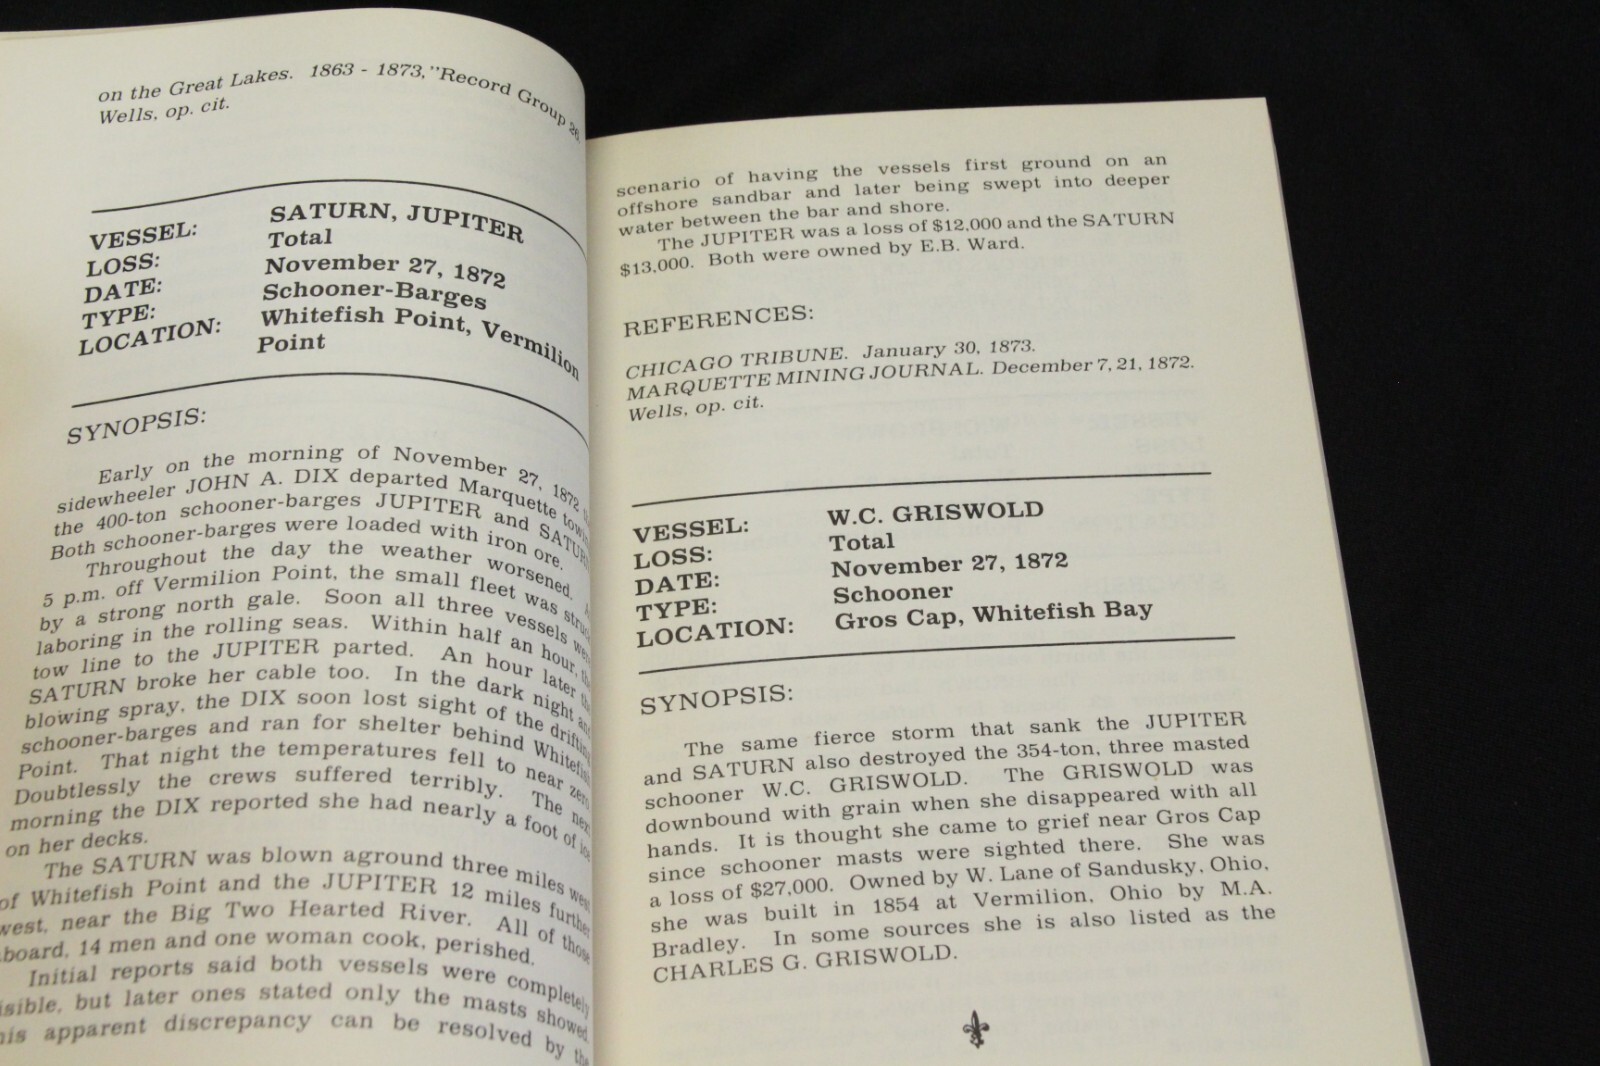 on the Great Lakes. 1863 - 1873," Record Group 26
Wells, op. cit.
VESSEL: SATURN, JUPITER
LOSS: Total
DATE: November 27, 1872
TYPE: Schooner-Barges
LOCATION: Whitefish Point, Vermilion
Point
SYNOPSIS:
Early on the morning of November 27, 1872
sidewheeler JOHN A. DIX departed Marquette
the 400-ton schooner-barges JUPITER and
Both schooner-barges were loaded with iron ore.
Throughout the day the weather worsened.
5 p.m. off Vermilion Point, the small fleet was
by a strong north gale. Soon all three vessels
laboring in the rolling seas. Within half an hour,
tow line to the JUPITER parted. An hour later
SATURN broke her cable too. In the dark night
blowing spray, the DIX soon lost sight of the drifting
schooner-barges and ran for shelter behind
Point. That night the temperatures fell to near zero
Doubtlessly the crews suffered terribly. The
morning the DIX reported she had nearly a foot of ice
on her decks.
The SATURN was blown aground three miles
of Whitefish Point and the JUPITER 12 miles further
west, near the Big Two Hearted River. All of those
aboard, 14 men and one woman cook, perished.
Initial reports said both vessels were completely
but later ones stated only the masts showed.
apparent discrepancy can be resolved by the
scenario of having the vessels first ground on an
offshore sandbar and later being swept into deeper
water between the bar and shore.
The JUPITER was a loss of $12,000 and the SATURN
$13,000. Both were owned by E.B. Ward.
REFERENCES:
CHICAGO TRIBUNE. January 30, 1873.
MARQUETTE MINING JOURNAL. December 7, 21, 1872.
Wells, op. cit.
VESSEL: W.C. GRISWOLD
LOSS: Total
DATE: November 27, 1872
TYPE: Schooner
LOCATION: Gros Cap, Whitefish Bay
SYNOPSIS:
The same fierce storm that sank the JUPITER
and SATURN also destroyed the 354-ton, three masted
schooner W.C. GRISWOLD. The GRISWOLD was
downbound with grain when she disappeared with all
hands. It is thought she came to grief near Gros Cap
since schooner masts were sighted there. She was
a loss of $27,000. Owned by W. Lane of Sandusky, Ohio,
she was built in 1854 at Vermilion, Ohio by M.A.
Bradley. In some sources she is also listed as the
CHARLES G. GRISWOLD.